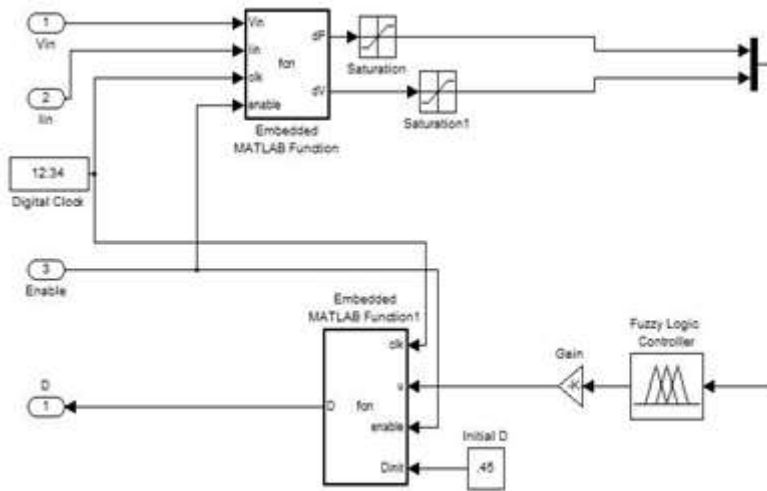 1
Vin
2
Iin
12:34
Digital Clock
3
Enable
Vin
Iin
clk
enable
fcn
dP
dV
Embedded
MATLAB Function
Saturation
Saturation1
Embedded
MATLAB Function1
clk
u
enable
Dinit
fcn
D
D
1
Initial D
.45
Gain
-K-
Fuzzy Logic
Controller